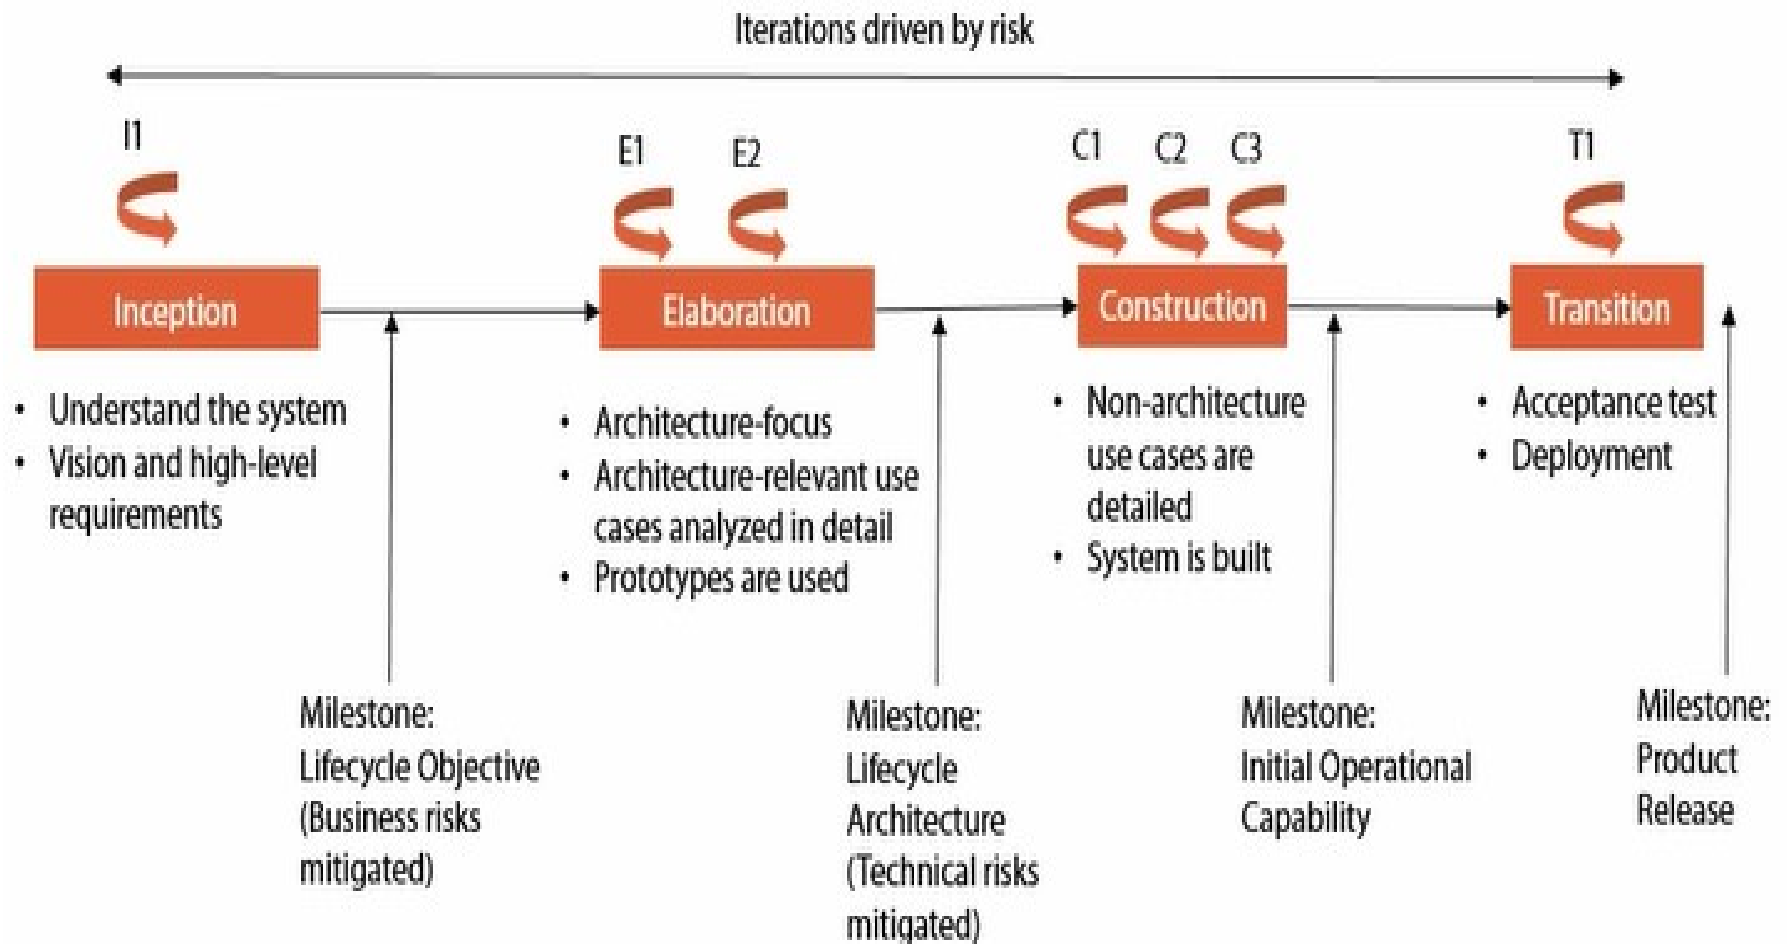 Iterations driven by risk
I1
E1
E2
C1
C2
C3
T1
Inception
Elaboration
Construction
Transition
• Understand the system
• Vision and high-level
requirements
• Architecture-focus
• Architecture-relevant use
cases analyzed in detail
• Prototypes are used
• Non-architecture
use cases are
detailed
• System is built
• Acceptance test
• Deployment
Milestone:
Lifecycle Objective
(Business risks
mitigated)
Milestone:
Lifecycle
Architecture
(Technical risks
mitigated)
Milestone:
Initial Operational
Capability
Milestone:
Product
Release